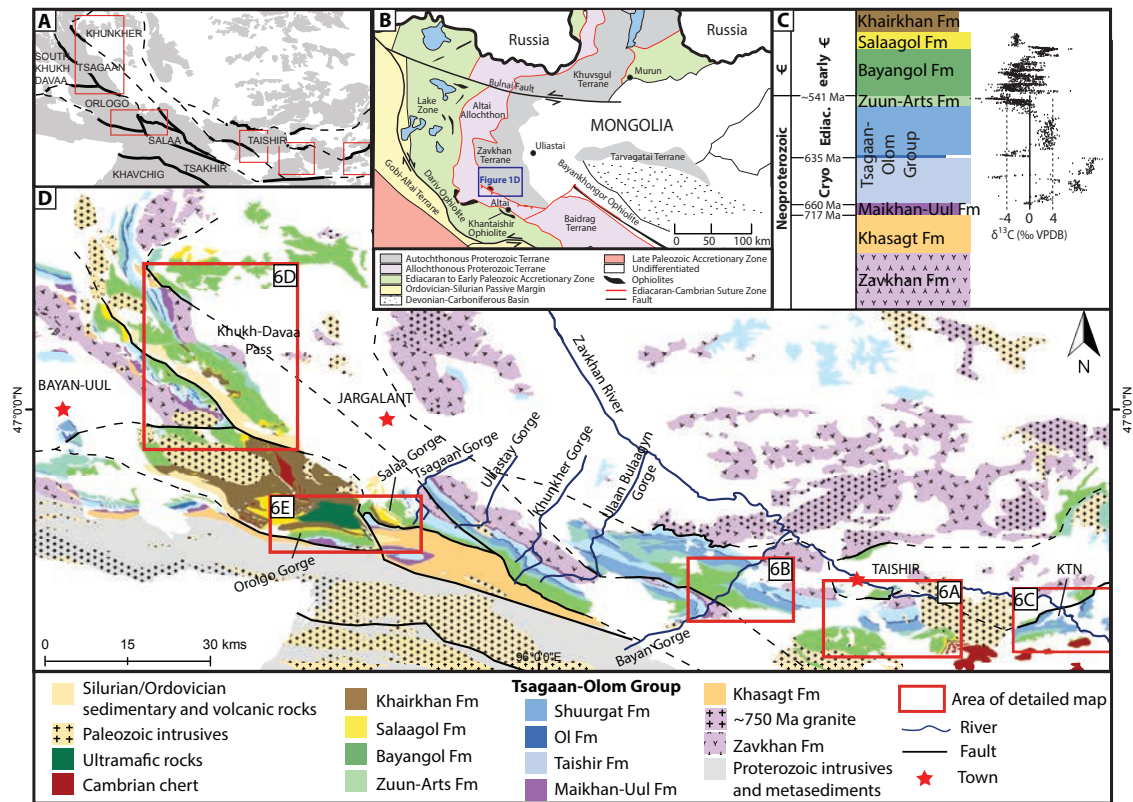 A
KHUNKHER
SOUTH
KHUKH
DAVAA
TSAGAAN
ORLOGO
SALAA
TAISHIR
TSAKHIR
KHAVCHIG
B
Russia
Russia
Khuvsgul
Terrane
Murun
Bulnai Fault
Lake
Zone
Altai
Allochthon
MONGOLIA
Zavkhan
Terrane
Uliastai
Tarvagatai Terrane
Figure 1D
Bayankhongor Ophiolite
Gobi-Altai Terrane
Dariv Ophiolite
Altai
Khantaishir
Ophiolite
Baidrag
Terrane
0 50 100 km
Autochthonous Proterozoic Terrane
Allochthonous Proterozoic Terrane
Ediacaran to Early Paleozoic Accretionary Zone
Ordovician-Silurian Passive Margin
Devonian-Carboniferous Basin
Late Paleozoic Accretionary Zone
Undifferentiated
Ophiolites
Ediacaran-Cambrian Suture Zone
Fault
C
Neoproterozoic
Є
Cryo
Ediac.
early Є
~541 Ma
635 Ma
660 Ma
717 Ma
Khairkhan Fm
Salaagol Fm
Bayangol Fm
Zuun-Arts Fm
Tsagaan-
Olom
Group
Maikhan-Uul Fm
Khasagt Fm
Zavkhan Fm
-4 0 4
δ13C (‰ VPDB)
D
6D
Khukh-Davaa
Pass
BAYAN-UUL
JARGALANT
47°0'0"N
47°0'0"N
N
Zavkhan River
Salaa Gorge
Tsagaan Gorge
Uliastay Gorge
Khunkher Gorge
Ulaan Bulaagyn
Gorge
6E
Orolgo Gorge
6B
TAISHIR
6A
6C
KTN
Bayan Gorge
96°0'0"E
0 15 30 kms
Silurian/Ordovician
sedimentary and volcanic rocks
Paleozoic intrusives
Ultramafic rocks
Cambrian chert
Khairkhan Fm
Salaagol Fm
Bayangol Fm
Zuun-Arts Fm
Tsagaan-Olom Group
Shuurgat Fm
Ol Fm
Taishir Fm
Maikhan-Uul Fm
Khasagt Fm
~750 Ma granite
Zavkhan Fm
Proterozoic intrusives
and metasediments
Area of detailed map
River
Fault
Town